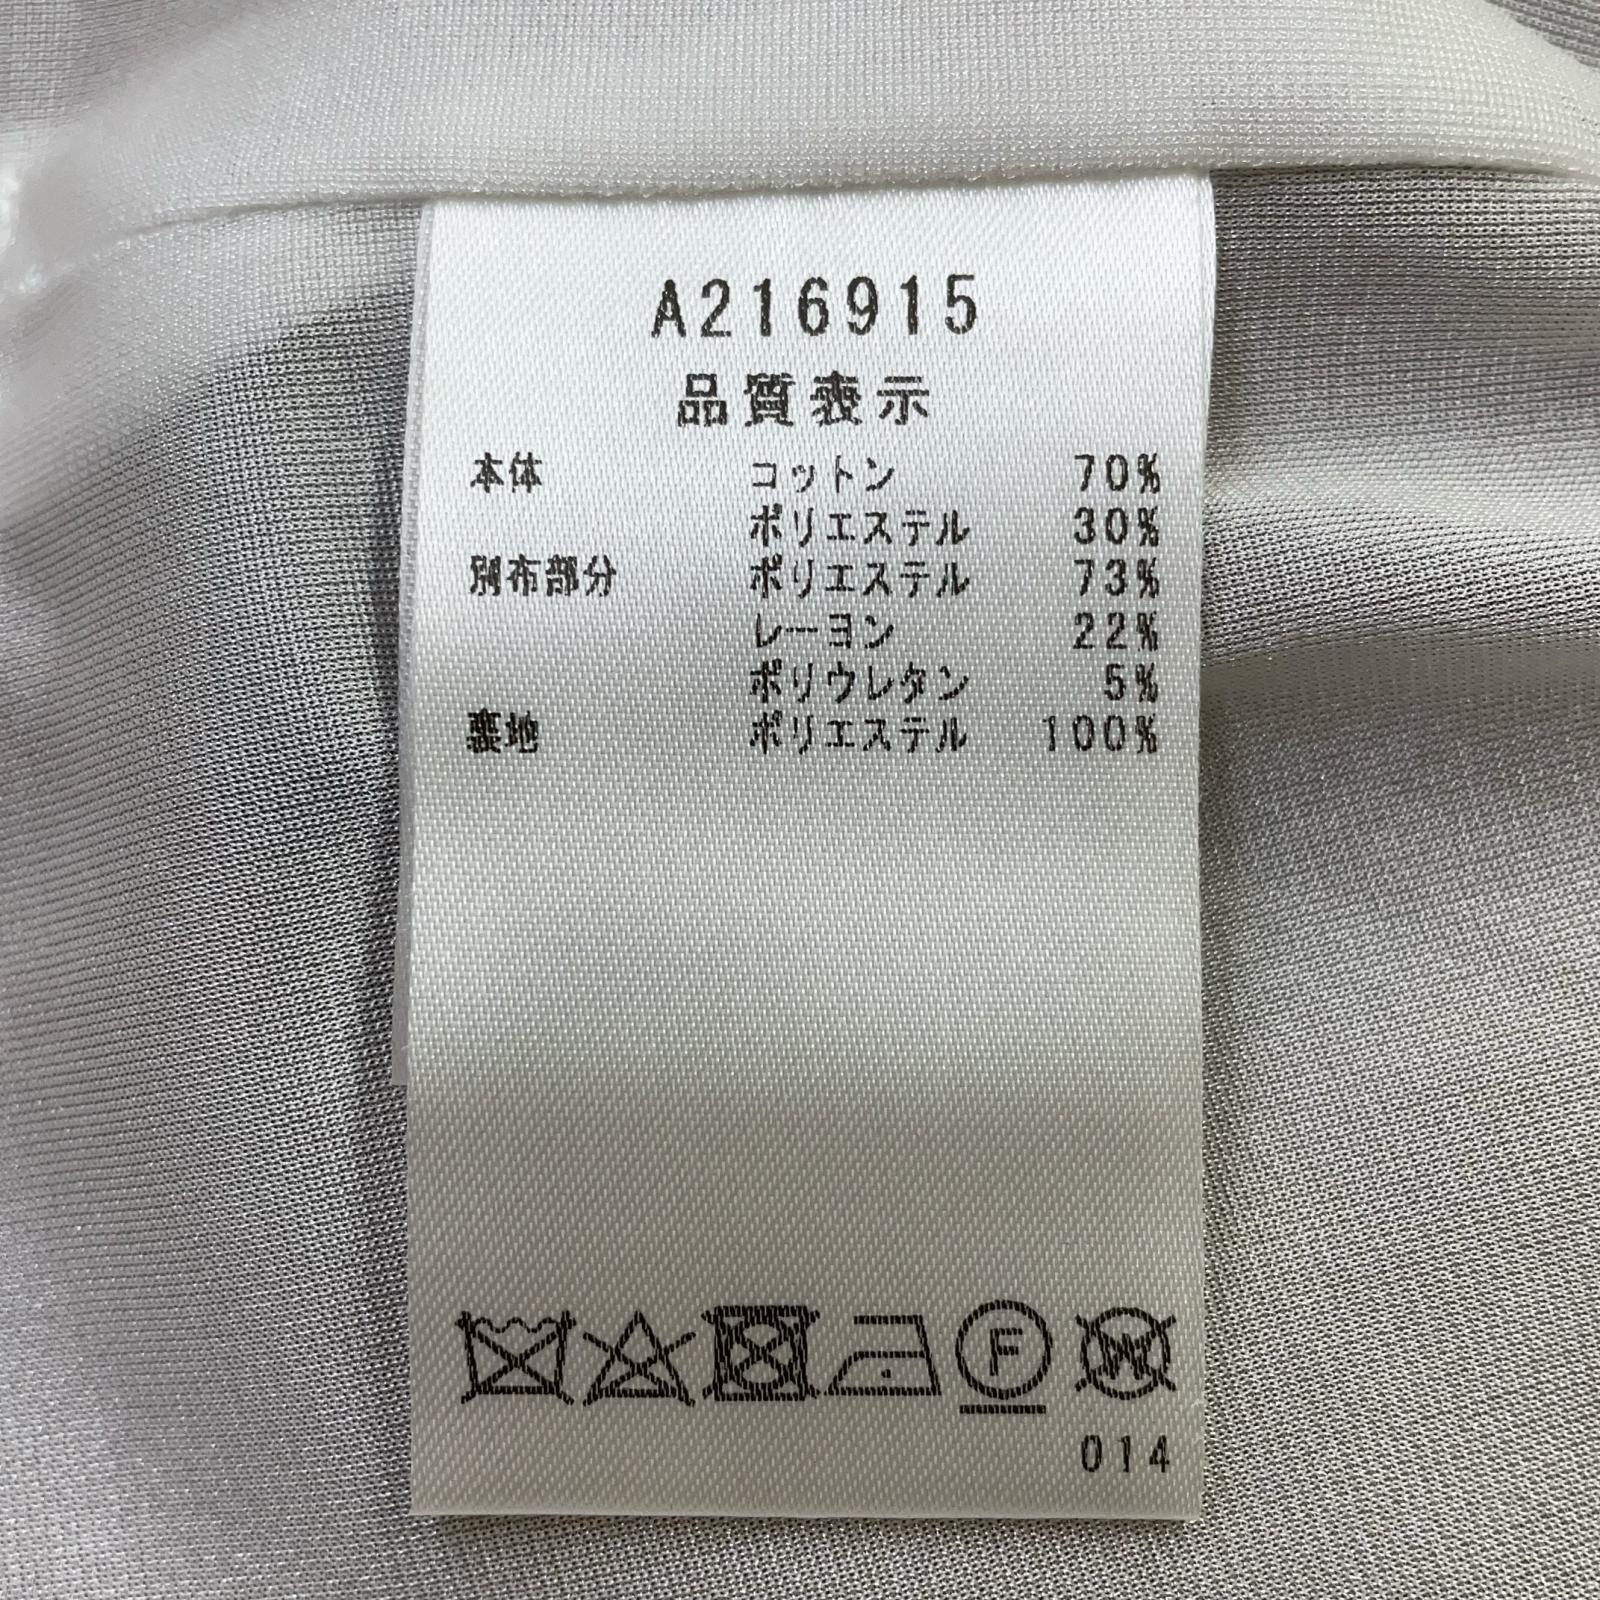 A216915
品質表示
本体 コットン 70%
ポリエステル 30%
別布部分 ポリエステル 73%
レーヨン 22%
ポリウレタン 5%
裏地 ポリエステル 100%
F W
014